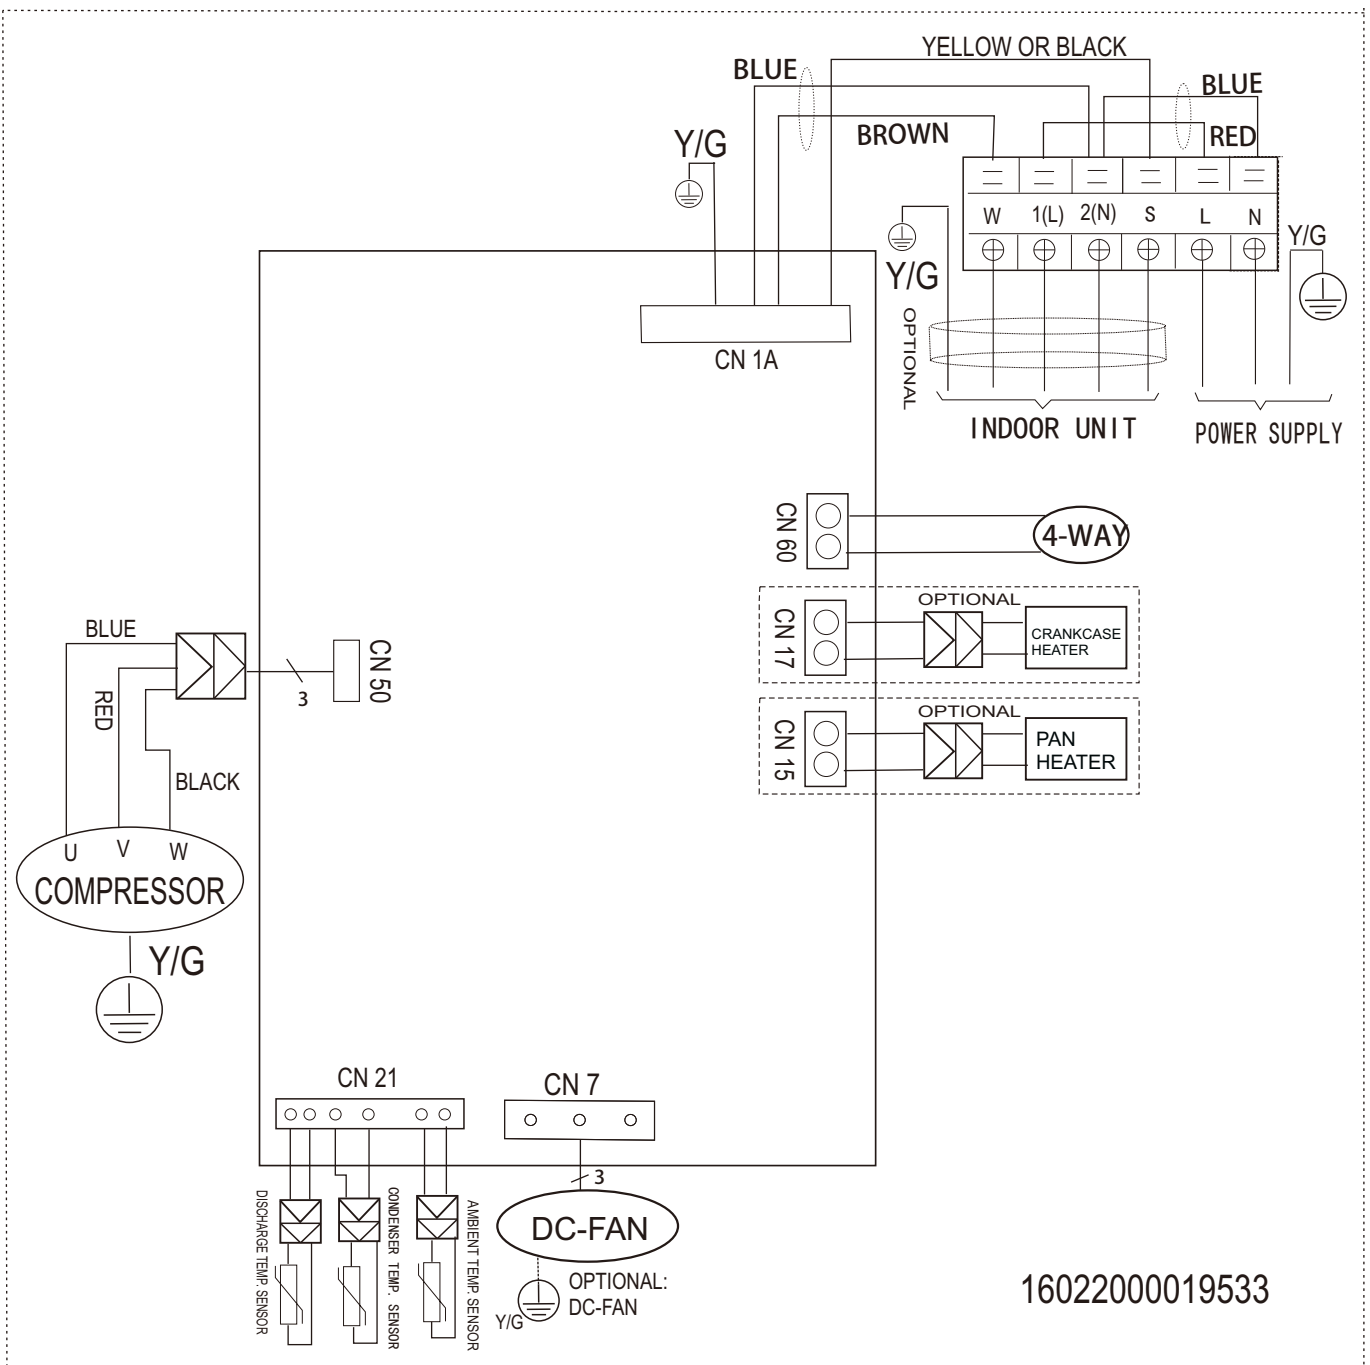 YELLOW OR BLACK
BLUE
BLUE
BROWN
RED
Y/G
W 1(L) 2(N) S L N
Y/G
Y/G
OPTIONAL
CN 1A
INDOOR UNIT
POWER SUPPLY
CN 60
4-WAY
OPTIONAL
CN 17
CRANKCASE
HEATER
BLUE
CN 50
RED
3
OPTIONAL
CN 15
PAN
HEATER
BLACK
U V W
COMPRESSOR
Y/G
CN 21
CN 7
3
DISCHARGE TEMP. SENSOR
CONDENSER TEMP. SENSOR
AMBIENT TEMP. SENSOR
DC-FAN
OPTIONAL:
DC-FAN
Y/G
16022000019533